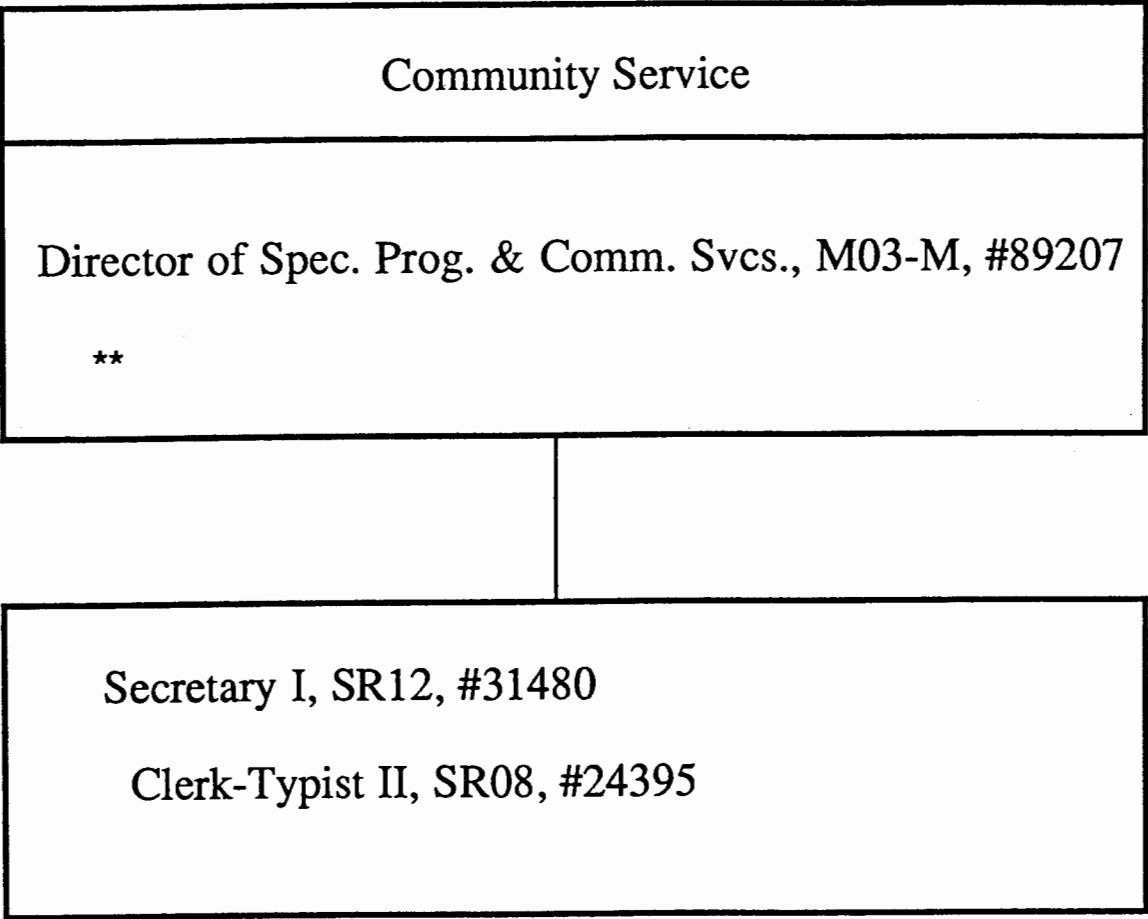 Community Service
Director of Spec. Prog. & Comm. Svcs., M03-M, #89207
**
Secretary I, SR12, #31480
Clerk-Typist II, SR08, #24395